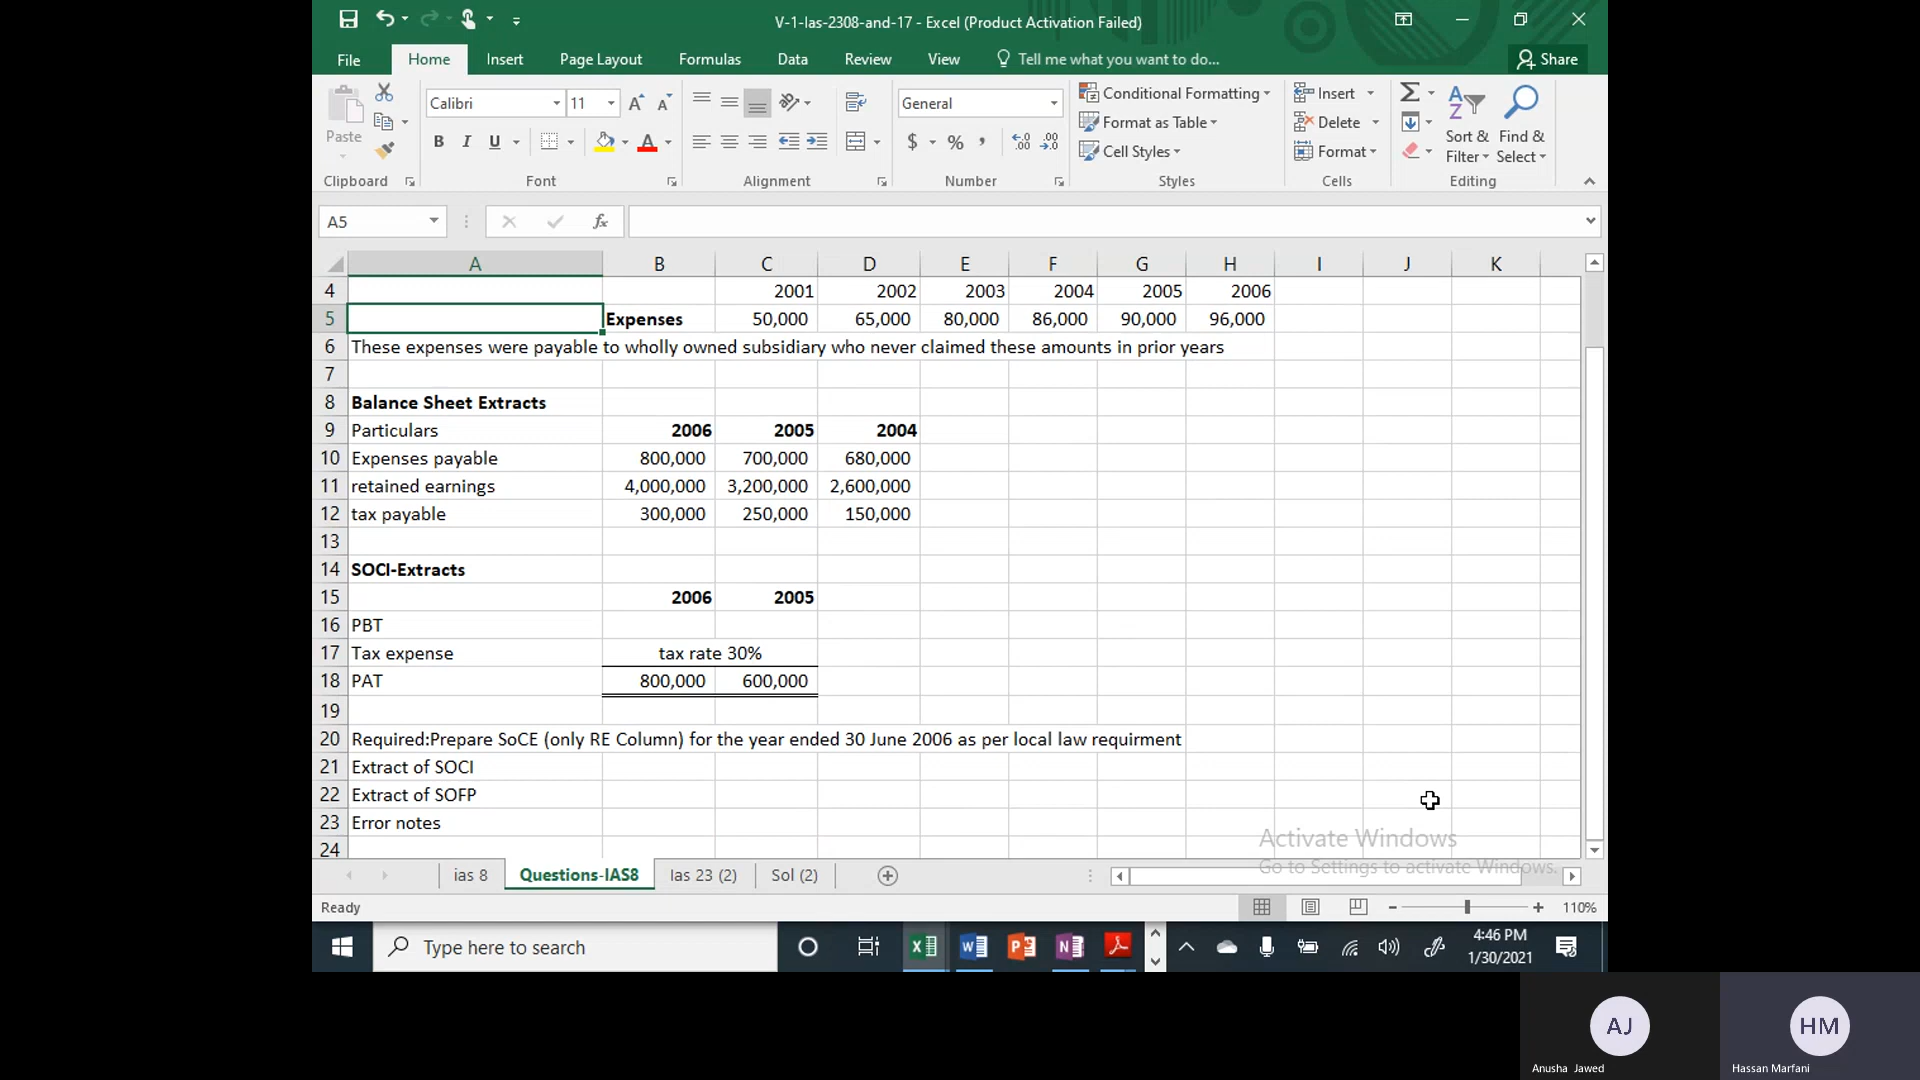 V-1-Ias-2308-and-17 - Excel (Product Activation Failed)
File Home Insert Page Layout Formulas Data Review View Tell me what you want to do... Share
Paste Calibri 11 General Conditional Formatting Insert
Format as Table Delete Sort & Find &
B I U $ % , Cell Styles Format Filter Select
Clipboard Font Alignment Number Styles Cells Editing
A5 fx
A B C D E F G H I J K
4 2001 2002 2003 2004 2005 2006
5 Expenses 50,000 65,000 80,000 86,000 90,000 96,000
6 These expenses were payable to wholly owned subsidiary who never claimed these amounts in prior years
7
8 Balance Sheet Extracts
9 Particulars 2006 2005 2004
10 Expenses payable 800,000 700,000 680,000
11 retained earnings 4,000,000 3,200,000 2,600,000
12 tax payable 300,000 250,000 150,000
13
14 SOCI-Extracts
15 2006 2005
16 PBT
17 Tax expense tax rate 30%
18 PAT 800,000 600,000
19
20 Required:Prepare SoCE (only RE Column) for the year ended 30 June 2006 as per local law requirment
21 Extract of SOCI
22 Extract of SOFP
23 Error notes
24
Activate Windows
Go to Settings to activate Windows.
ias 8 Questions-IAS8 Ias 23 (2) Sol (2)
Ready 110%
Type here to search 4:46 PM
1/30/2021
AJ HM
Anusha Jawed Hassan Marfani